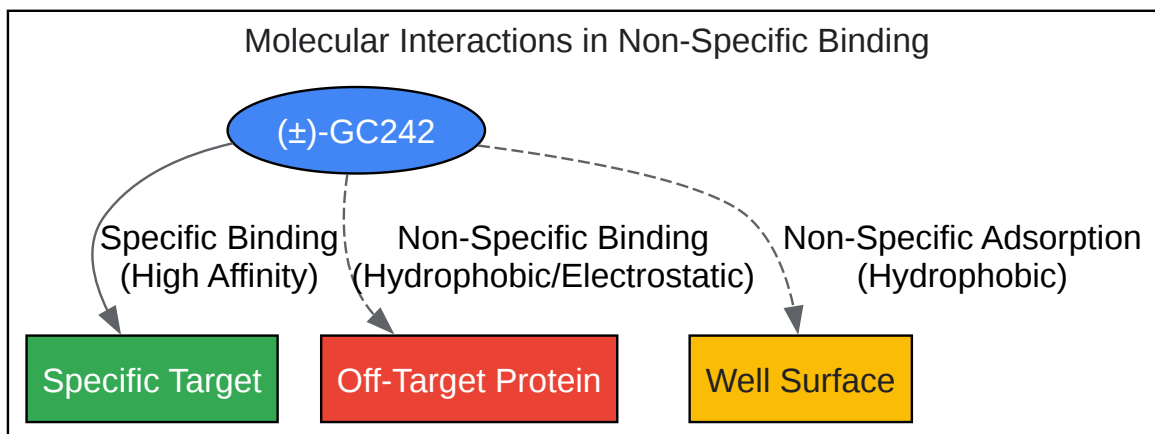 Molecular Interactions in Non-Specific Binding
(±)-GC242
Specific Binding
(High Affinity)
Non-Specific Binding
(Hydrophobic/Electrostatic)
Non-Specific Adsorption
(Hydrophobic)
Specific Target
Off-Target Protein
Well Surface